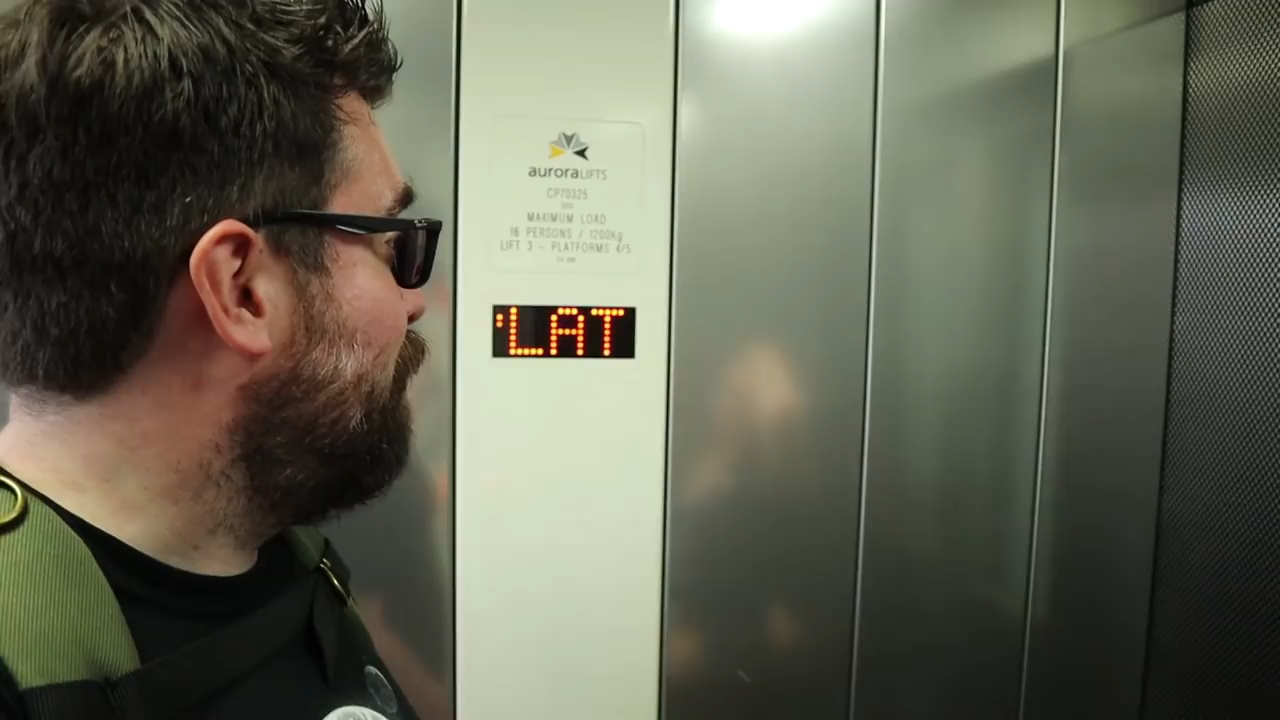 auroraLIFTS
CP70325
MAXIMUM LOAD
16 PERSONS / 1200Kg
LIFT 3 - PLATFORMS 4/5
LAT